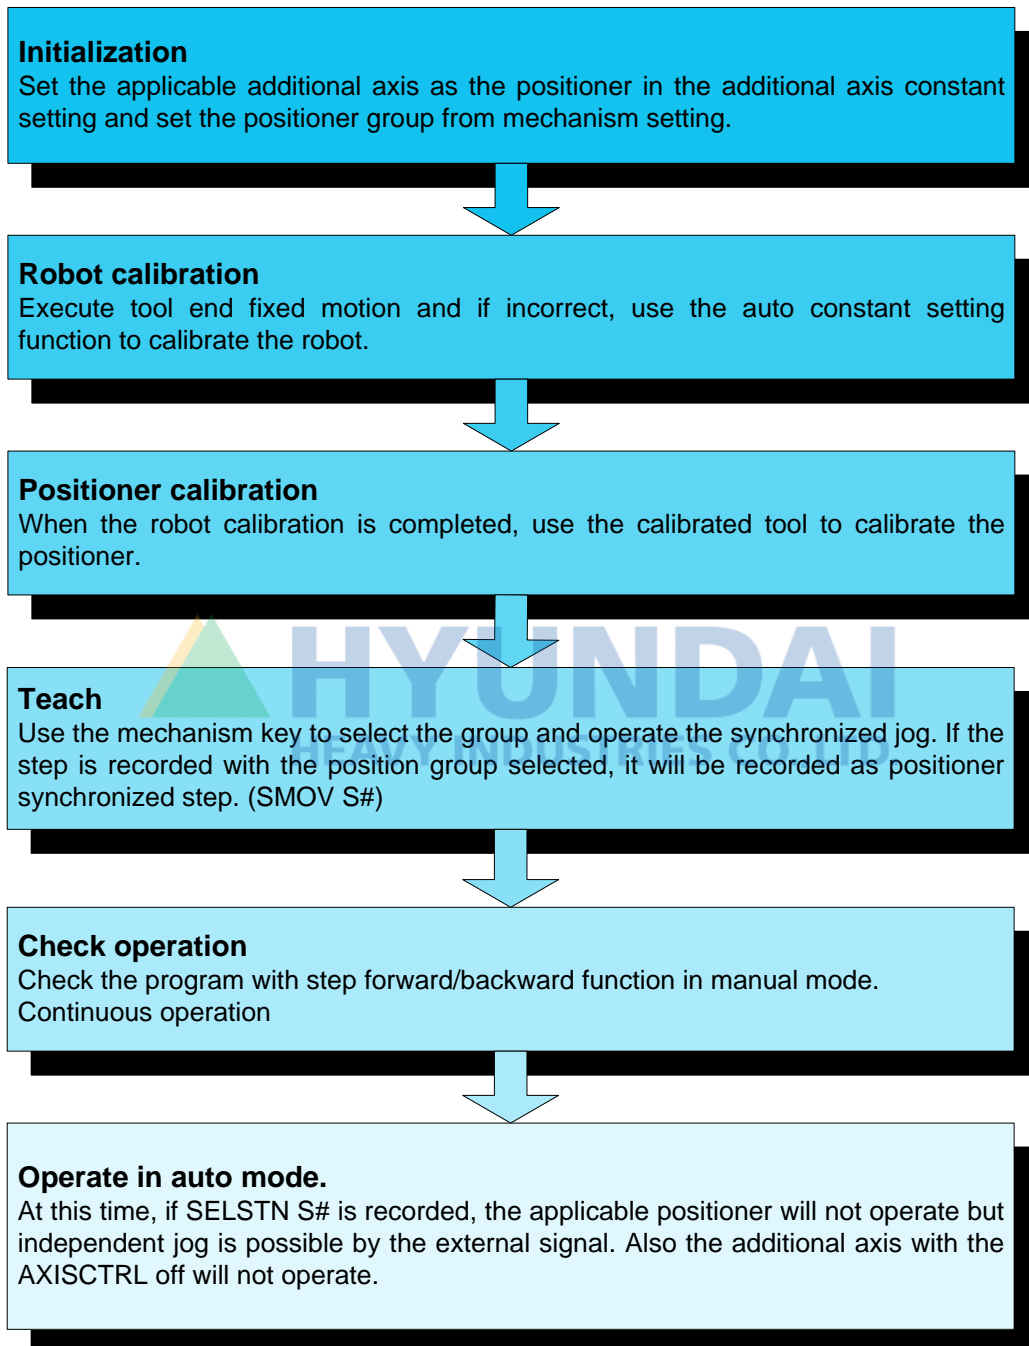 Initialization
Set the applicable additional axis as the positioner in the additional axis constant
setting and set the positioner group from mechanism setting.
Robot calibration
Execute tool end fixed motion and if incorrect, use the auto constant setting
function to calibrate the robot.
Positioner calibration
When the robot calibration is completed, use the calibrated tool to calibrate the
positioner.
HYUNDAI
HEAVY INDUSTRIES CO.,LTD.
Teach
Use the mechanism key to select the group and operate the synchronized jog. If the
step is recorded with the position group selected, it will be recorded as positioner
synchronized step. (SMOV S#)
Check operation
Check the program with step forward/backward function in manual mode.
Continuous operation
Operate in auto mode.
At this time, if SELSTN S# is recorded, the applicable positioner will not operate but
independent jog is possible by the external signal. Also the additional axis with the
AXISCTRL off will not operate.